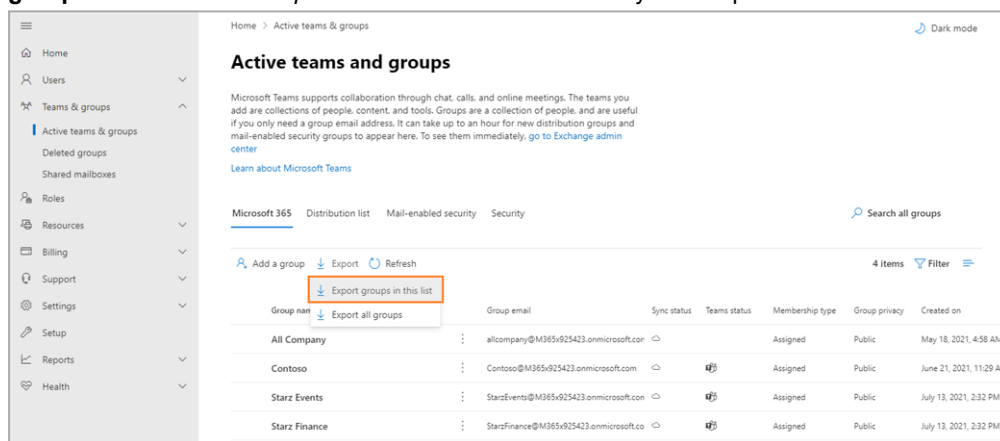 Home > Active teams & groups
Dark mode
Home
Users
Teams & groups
Active teams & groups
Deleted groups
Shared mailboxes
Roles
Resources
Billing
Support
Settings
Setup
Reports
Health
Active teams and groups
Microsoft Teams supports collaboration through chat, calls, and online meetings. The teams you
add are collections of people, content, and tools. Groups are a collection of people, and are useful
if you only need a group email address. It can take up to an hour for new distribution groups and
mail-enabled security groups to appear here. To see them immediately, go to Exchange admin
center
Learn about Microsoft Teams
Microsoft 365 Distribution list Mail-enabled security Security
Search all groups
Add a group Export Refresh
4 items Filter
Export groups in this list
Export all groups
Group nam Group email Sync status Teams status Membership type Group privacy Created on
All Company allcompany@M365x925423.onmicrosoft.cor Assigned Public May 18, 2021, 4:58 AM
Contoso Contoso@M365x925423.onmicrosoft.com Assigned Public June 21, 2021, 11:29 A
Starz Events StarzEvents@M365x925423.onmicrosoft.con Assigned Public July 13, 2021, 2:32 PM
Starz Finance StarzFinance@M365x925423.onmicrosoft.co Assigned Public July 13, 2021, 2:32 PM